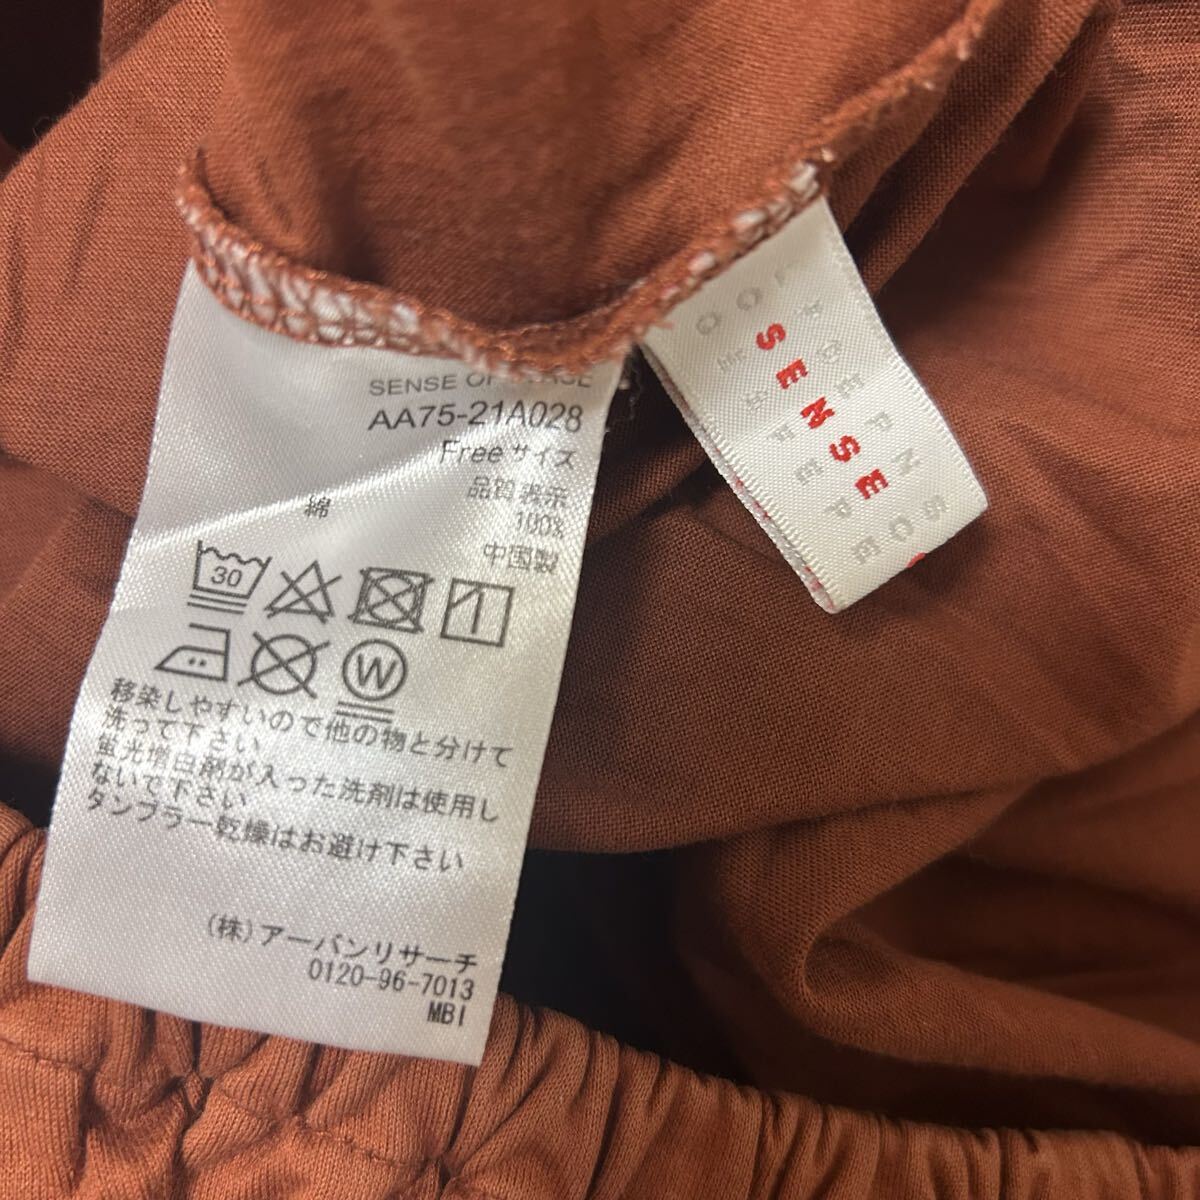 SENSE OF PLACE
AA75-21A028
Free サイズ
品質表示
綿 100%
中国製
30
W
移染しやすいので他の物と分けて
洗って下さい
蛍光増白剤が入った洗剤は使用し
ないで下さい
タンブラー乾燥はお避け下さい
(株)アーバンリサーチ
0120-96-7013
MBI
SENSE